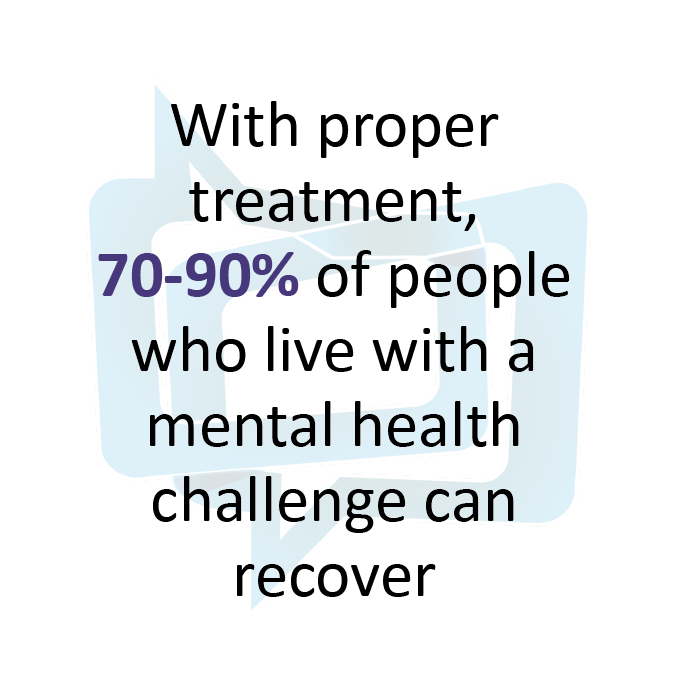 With proper
treatment,
70-90% of people
who live with a
mental health
challenge can
recover